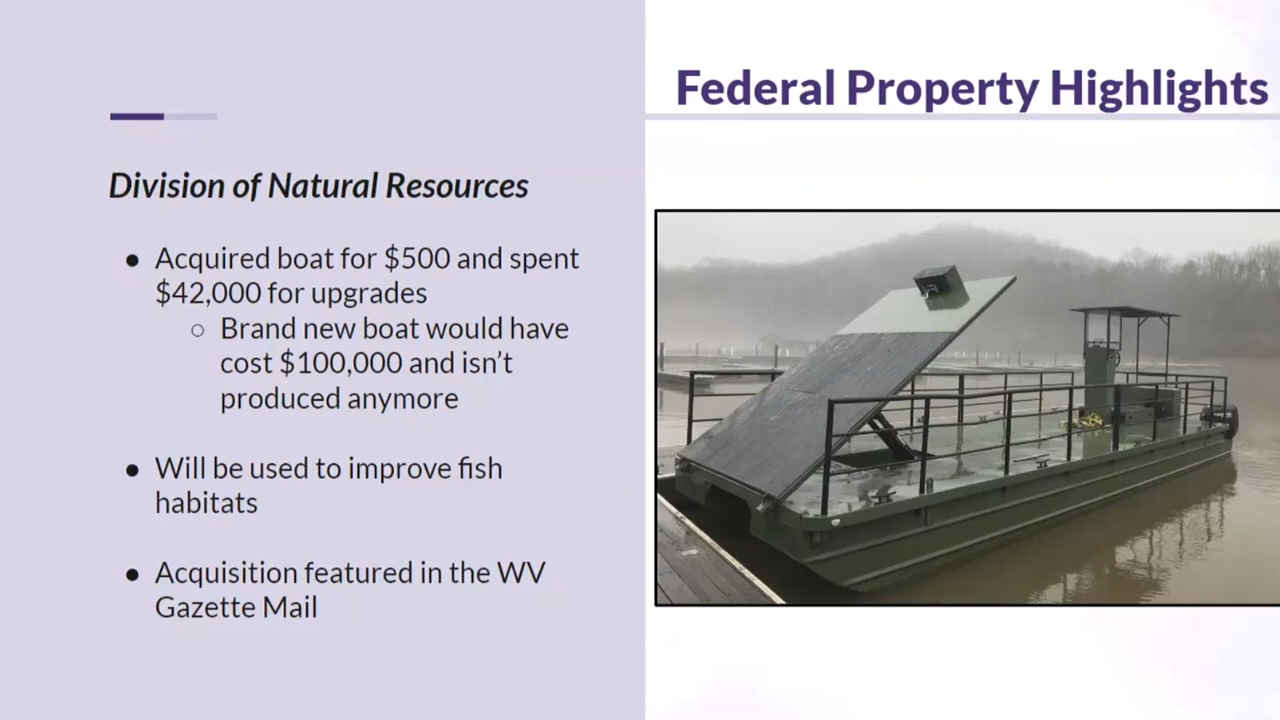 Federal Property Highlights
Division of Natural Resources
● Acquired boat for $500 and spent
$42,000 for upgrades
○ Brand new boat would have
cost $100,000 and isn't
produced anymore
● Will be used to improve fish
habitats
● Acquisition featured in the WV
Gazette Mail